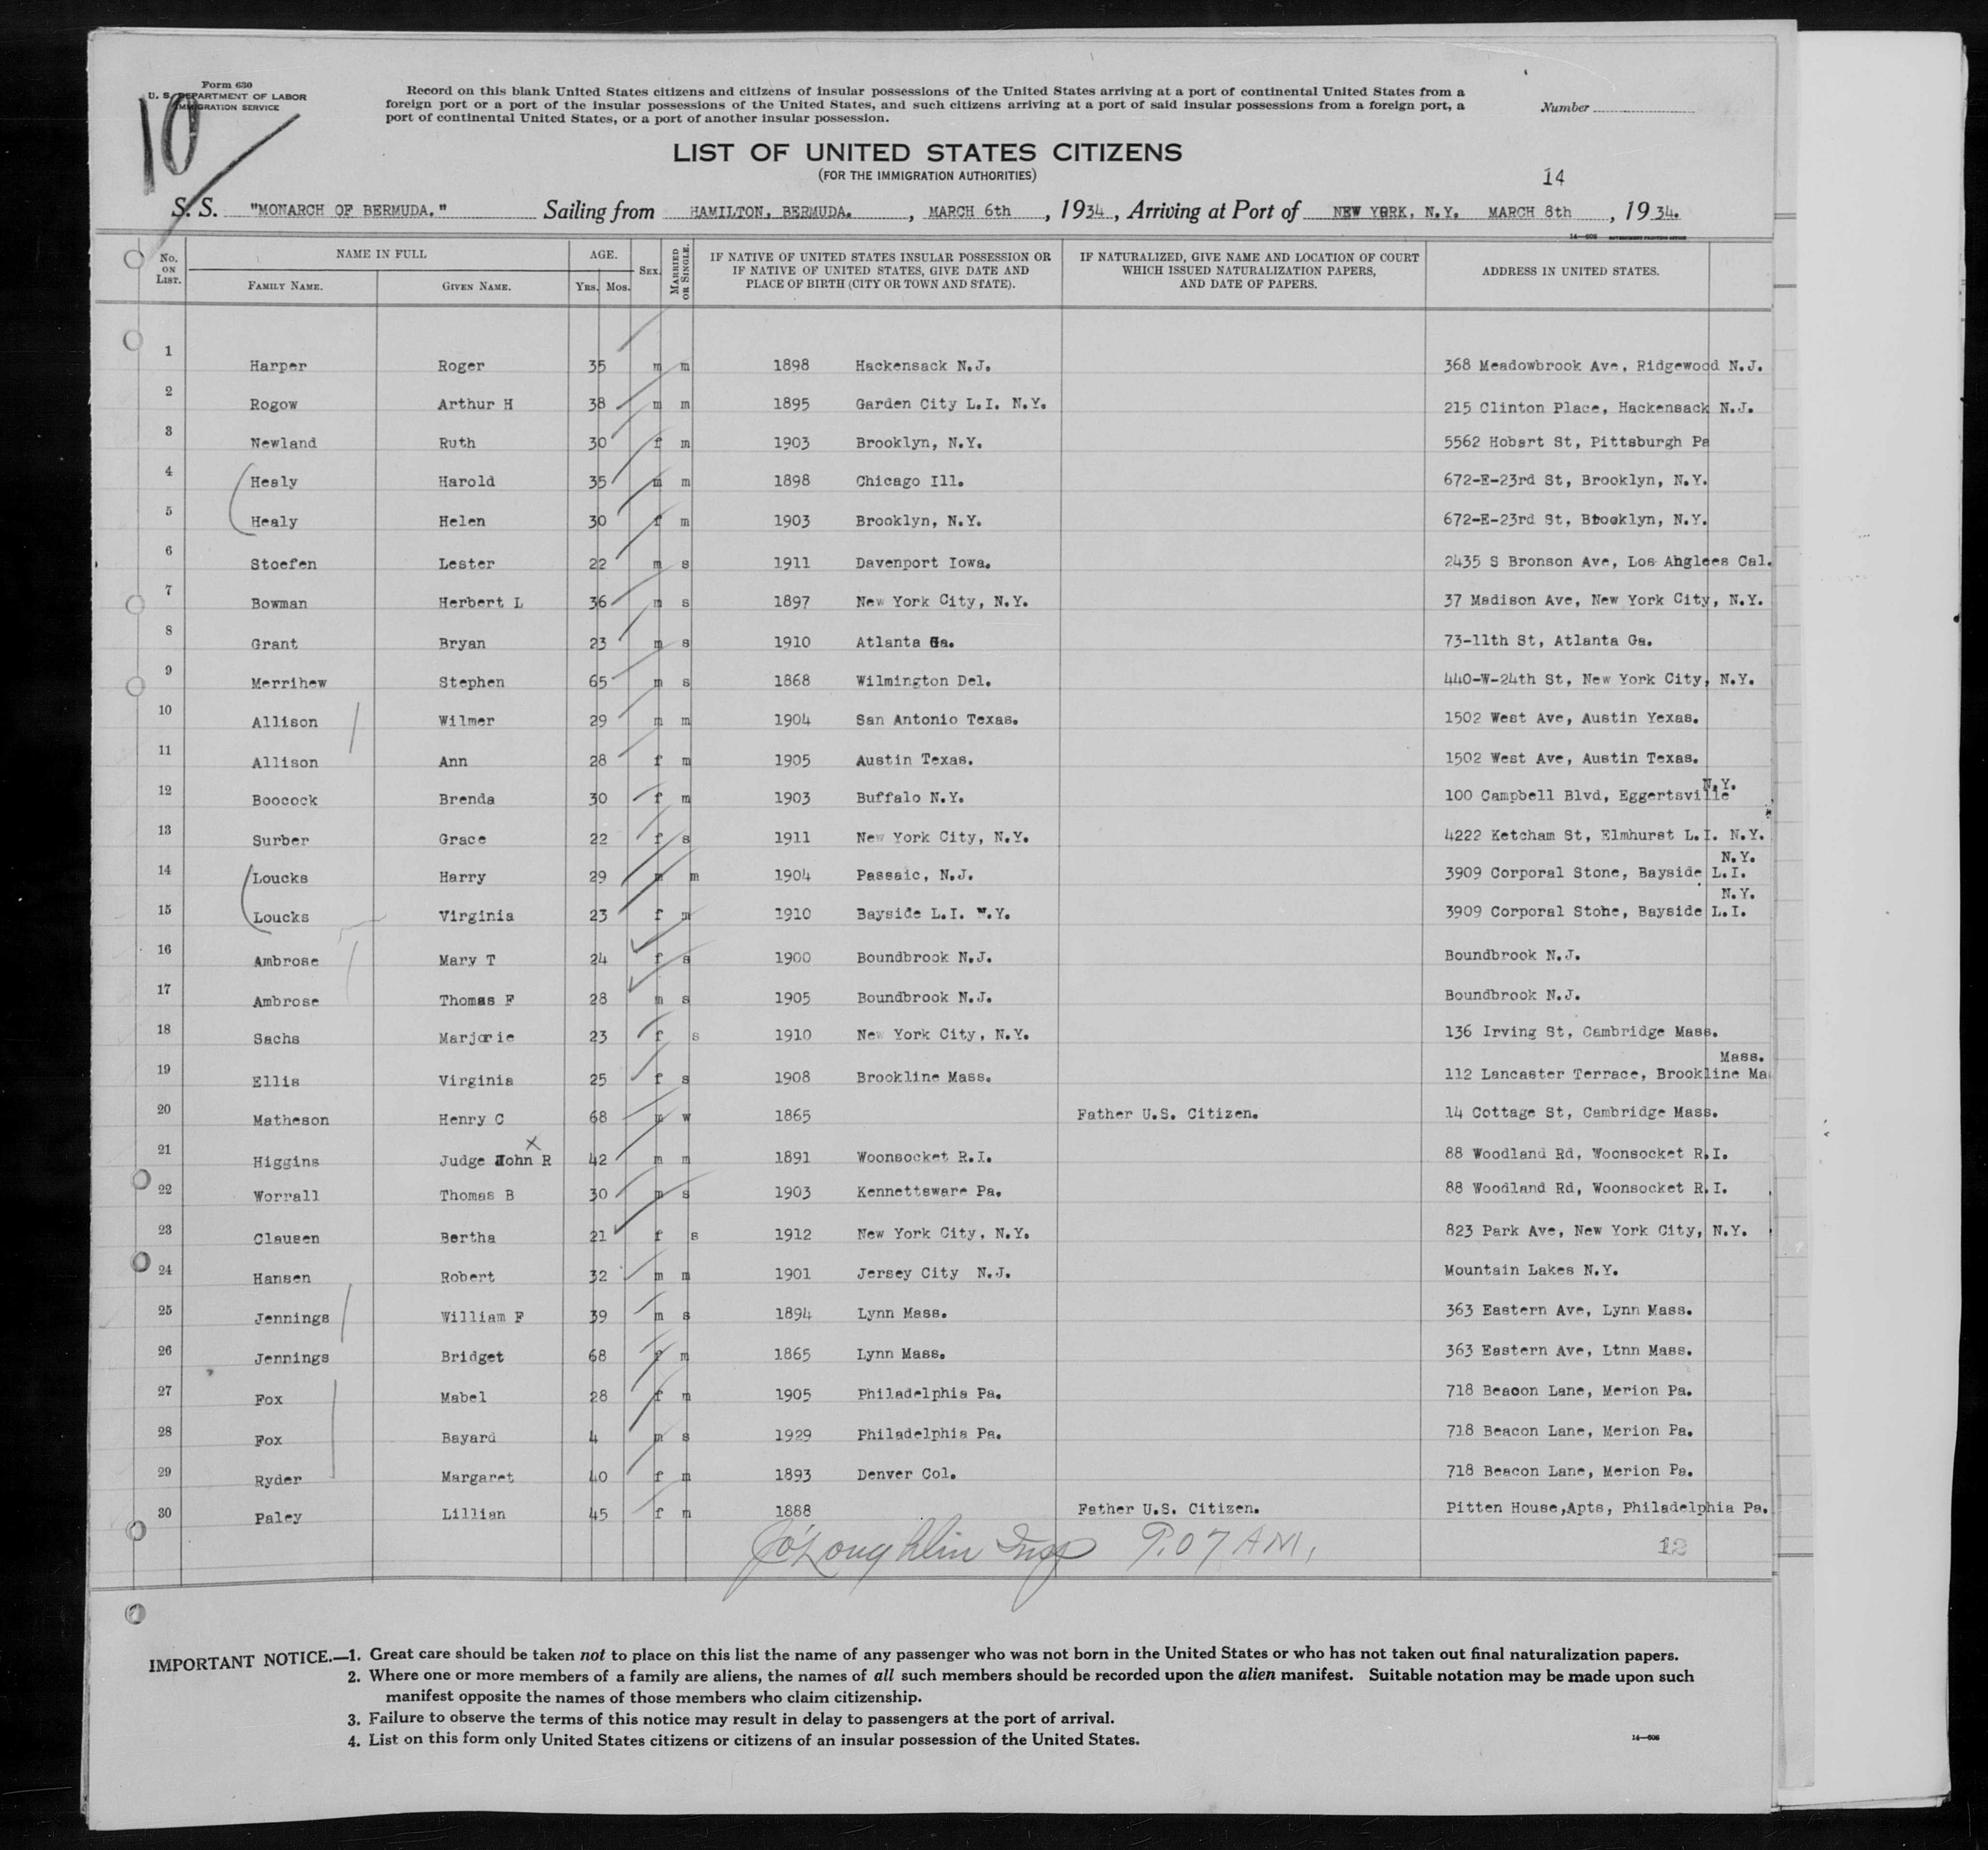 Form 630
U. S. DEPARTMENT OF LABOR
IMMIGRATION SERVICE
10
Record on this blank United States citizens and citizens of insular possessions of the United States arriving at a port of continental United States from a
foreign port or a port of the insular possessions of the United States, and such citizens arriving at a port of said insular possessions from a foreign port, a
port of continental United States, or a port of another insular possession.
Number
LIST OF UNITED STATES CITIZENS
(FOR THE IMMIGRATION AUTHORITIES)
14
S. S. "MONARCH OF BERMUDA." Sailing from HAMILTON, BERMUDA. , MARCH 6th , 1934 , Arriving at Port of NEW YORK, N.Y. MARCH 8th , 1934.
No. ON LIST. NAME IN FULL FAMILY NAME. GIVEN NAME. AGE. YRS. MOS. SEX. MARRIED OR SINGLE. IF NATIVE OF UNITED STATES INSULAR POSSESSION OR IF NATIVE OF UNITED STATES, GIVE DATE AND PLACE OF BIRTH (CITY OR TOWN AND STATE). IF NATURALIZED, GIVE NAME AND LOCATION OF COURT WHICH ISSUED NATURALIZATION PAPERS, AND DATE OF PAPERS. ADDRESS IN UNITED STATES.
1 Harper Roger 35 m m 1898 Hackensack N.J. 368 Meadowbrook Ave, Ridgewood N.J.
2 Rogow Arthur H 38 m m 1895 Garden City L.I. N.Y. 215 Clinton Place, Hackensack N.J.
3 Newland Ruth 30 f m 1903 Brooklyn, N.Y. 5562 Hobart St, Pittsburgh Pa
4 Healy Harold 35 m m 1898 Chicago Ill. 672-E-23rd St, Brooklyn, N.Y.
5 Healy Helen 30 f m 1903 Brooklyn, N.Y. 672-E-23rd St, Brooklyn, N.Y.
6 Stoefen Lester 22 m s 1911 Davenport Iowa. 2435 S Bronson Ave, Los Anglees Cal.
7 Bowman Herbert L 36 m s 1897 New York City, N.Y. 37 Madison Ave, New York City, N.Y.
8 Grant Bryan 23 m s 1910 Atlanta Ga. 73-11th St, Atlanta Ga.
9 Merrihew Stephen 65 m s 1868 Wilmington Del. 440-W-24th St, New York City, N.Y.
10 Allison Wilmer 29 m m 1904 San Antonio Texas. 1502 West Ave, Austin Yexas.
11 Allison Ann 28 f m 1905 Austin Texas. 1502 West Ave, Austin Texas.
12 Boocock Brenda 30 f m 1903 Buffalo N.Y. 100 Campbell Blvd, Eggertsville N.Y.
13 Surber Grace 22 f s 1911 New York City, N.Y. 4222 Ketcham St, Elmhurst L.I. N.Y.
14 Loucks Harry 29 m m 1904 Passaic, N.J. 3909 Corporal Stone, Bayside L.I. N.Y.
15 Loucks Virginia 23 f m 1910 Bayside L.I. N.Y. 3909 Corporal Stohe, Bayside L.I. N.Y.
16 Ambrose Mary T 24 f s 1900 Boundbrook N.J. Boundbrook N.J.
17 Ambrose Thomas F 28 m s 1905 Boundbrook N.J. Boundbrook N.J.
18 Sachs Marjorie 23 f s 1910 New York City, N.Y. 136 Irving St, Cambridge Mass.
19 Ellis Virginia 25 f s 1908 Brookline Mass. 112 Lancaster Terrace, Brookline Ma Mass.
20 Matheson Henry C 68 m w 1865 Father U.S. Citizen. 14 Cottage St, Cambridge Mass.
21 Higgins Judge John R X 42 m m 1891 Woonsocket R.I. 88 Woodland Rd, Woonsocket R.I.
22 Worrall Thomas B 30 m s 1903 Kennettsware Pa. 88 Woodland Rd, Woonsocket R.I.
23 Clausen Bertha 21 f s 1912 New York City, N.Y. 823 Park Ave, New York City, N.Y.
24 Hansen Robert 32 m m 1901 Jersey City N.J. Mountain Lakes N.Y.
25 Jennings William F 39 m s 1894 Lynn Mass. 363 Eastern Ave, Lynn Mass.
26 Jennings Bridget 68 f m 1865 Lynn Mass. 363 Eastern Ave, Ltnn Mass.
27 Fox Mabel 28 f m 1905 Philadelphia Pa. 718 Beacon Lane, Merion Pa.
28 Fox Bayard 4 m s 1929 Philadelphia Pa. 718 Beacon Lane, Merion Pa.
29 Ryder Margaret 40 f m 1893 Denver Col. 718 Beacon Lane, Merion Pa.
30 Paley Lillian 45 f m 1888 Father U.S. Citizen. Pitten House,Apts, Philadelphia Pa.
J O'Loughlin Insp 9.07 AM,
12
IMPORTANT NOTICE.—1. Great care should be taken not to place on this list the name of any passenger who was not born in the United States or who has not taken out final naturalization papers.
2. Where one or more members of a family are aliens, the names of all such members should be recorded upon the alien manifest. Suitable notation may be made upon such
manifest opposite the names of those members who claim citizenship.
3. Failure to observe the terms of this notice may result in delay to passengers at the port of arrival.
4. List on this form only United States citizens or citizens of an insular possession of the United States.